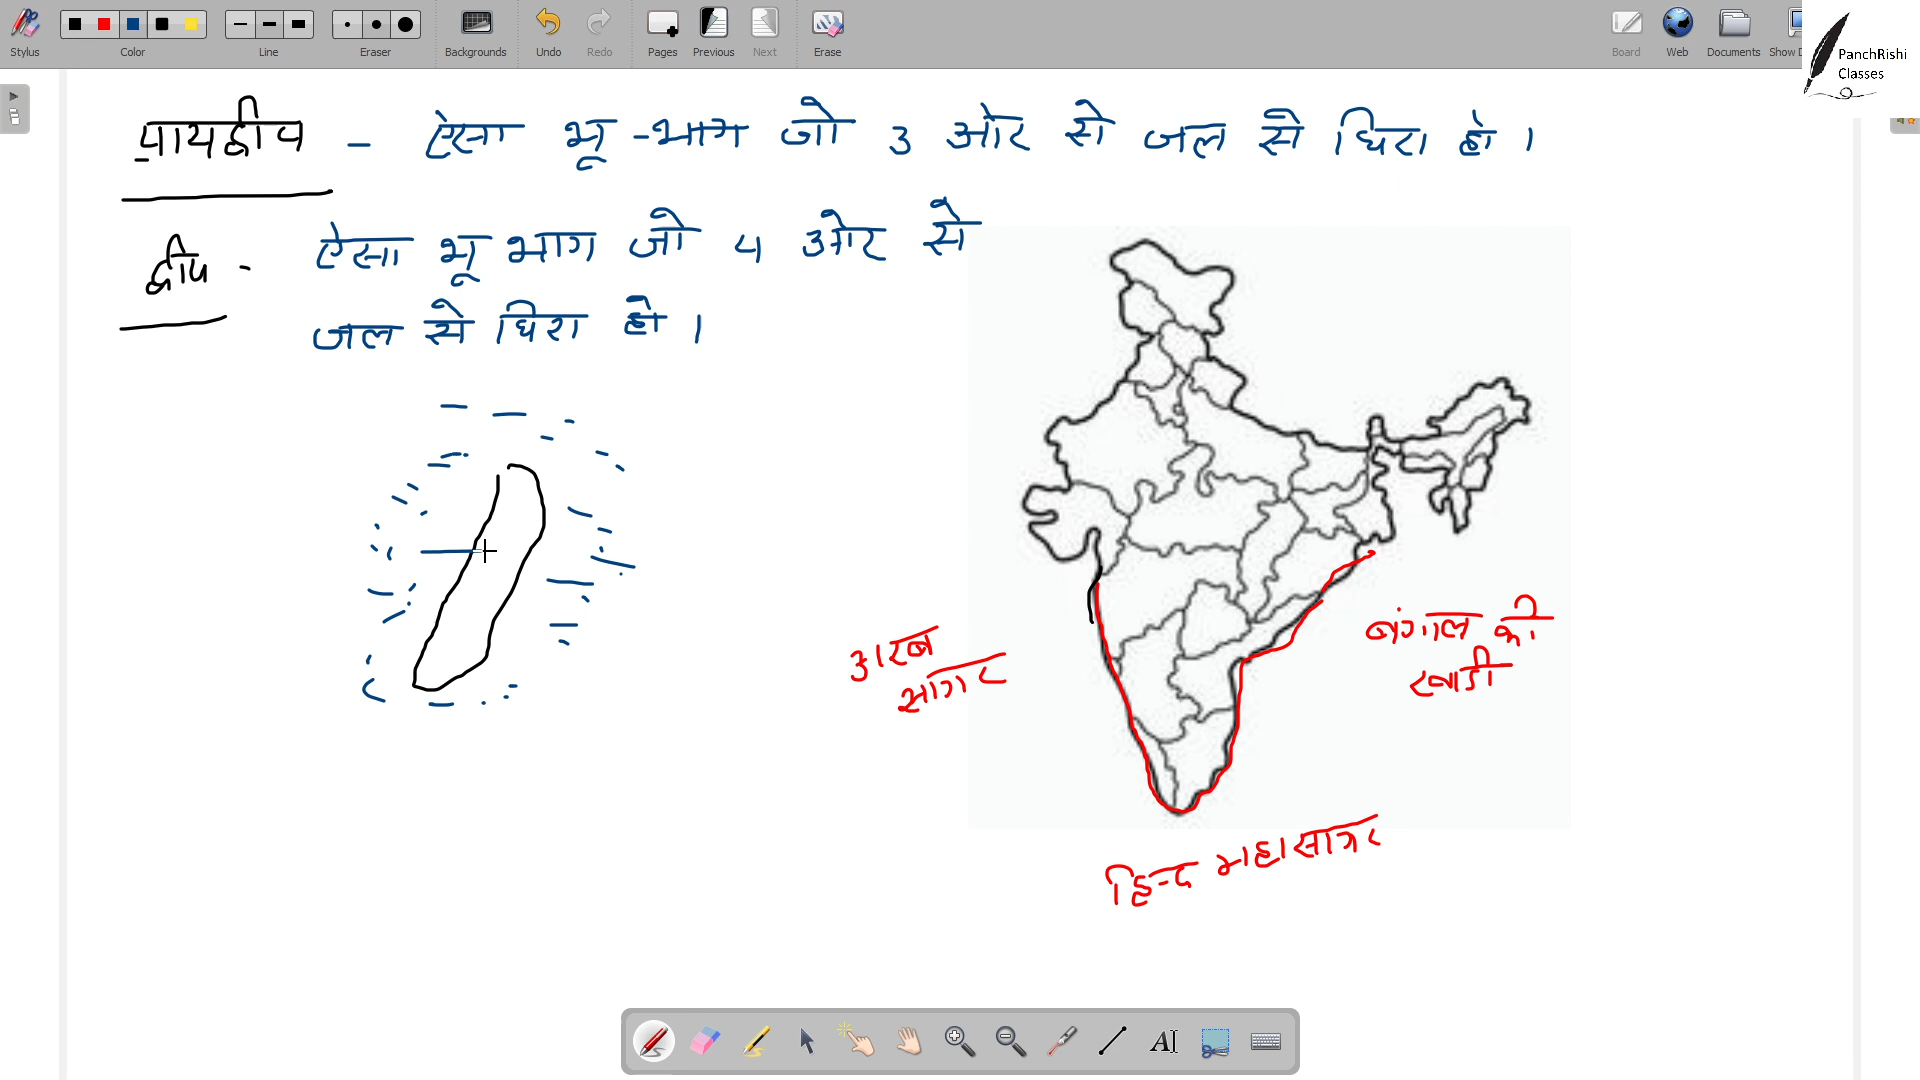 Stylus
Color
Line
Eraser
Backgrounds
Undo
Redo
Pages
Previous
Next
Erase
Board
Web
Documents
Show D
PanchRishi
Classes
प्रायद्वीप - ऐसा भू-भाग जो 3 ओर से जल से घिरा हो।
द्वीप - ऐसा भू भाग जो 4 ओर से
जल से घिरा हो।
अरब
सागर
बंगाल की
खाड़ी
हिन्द महासागर